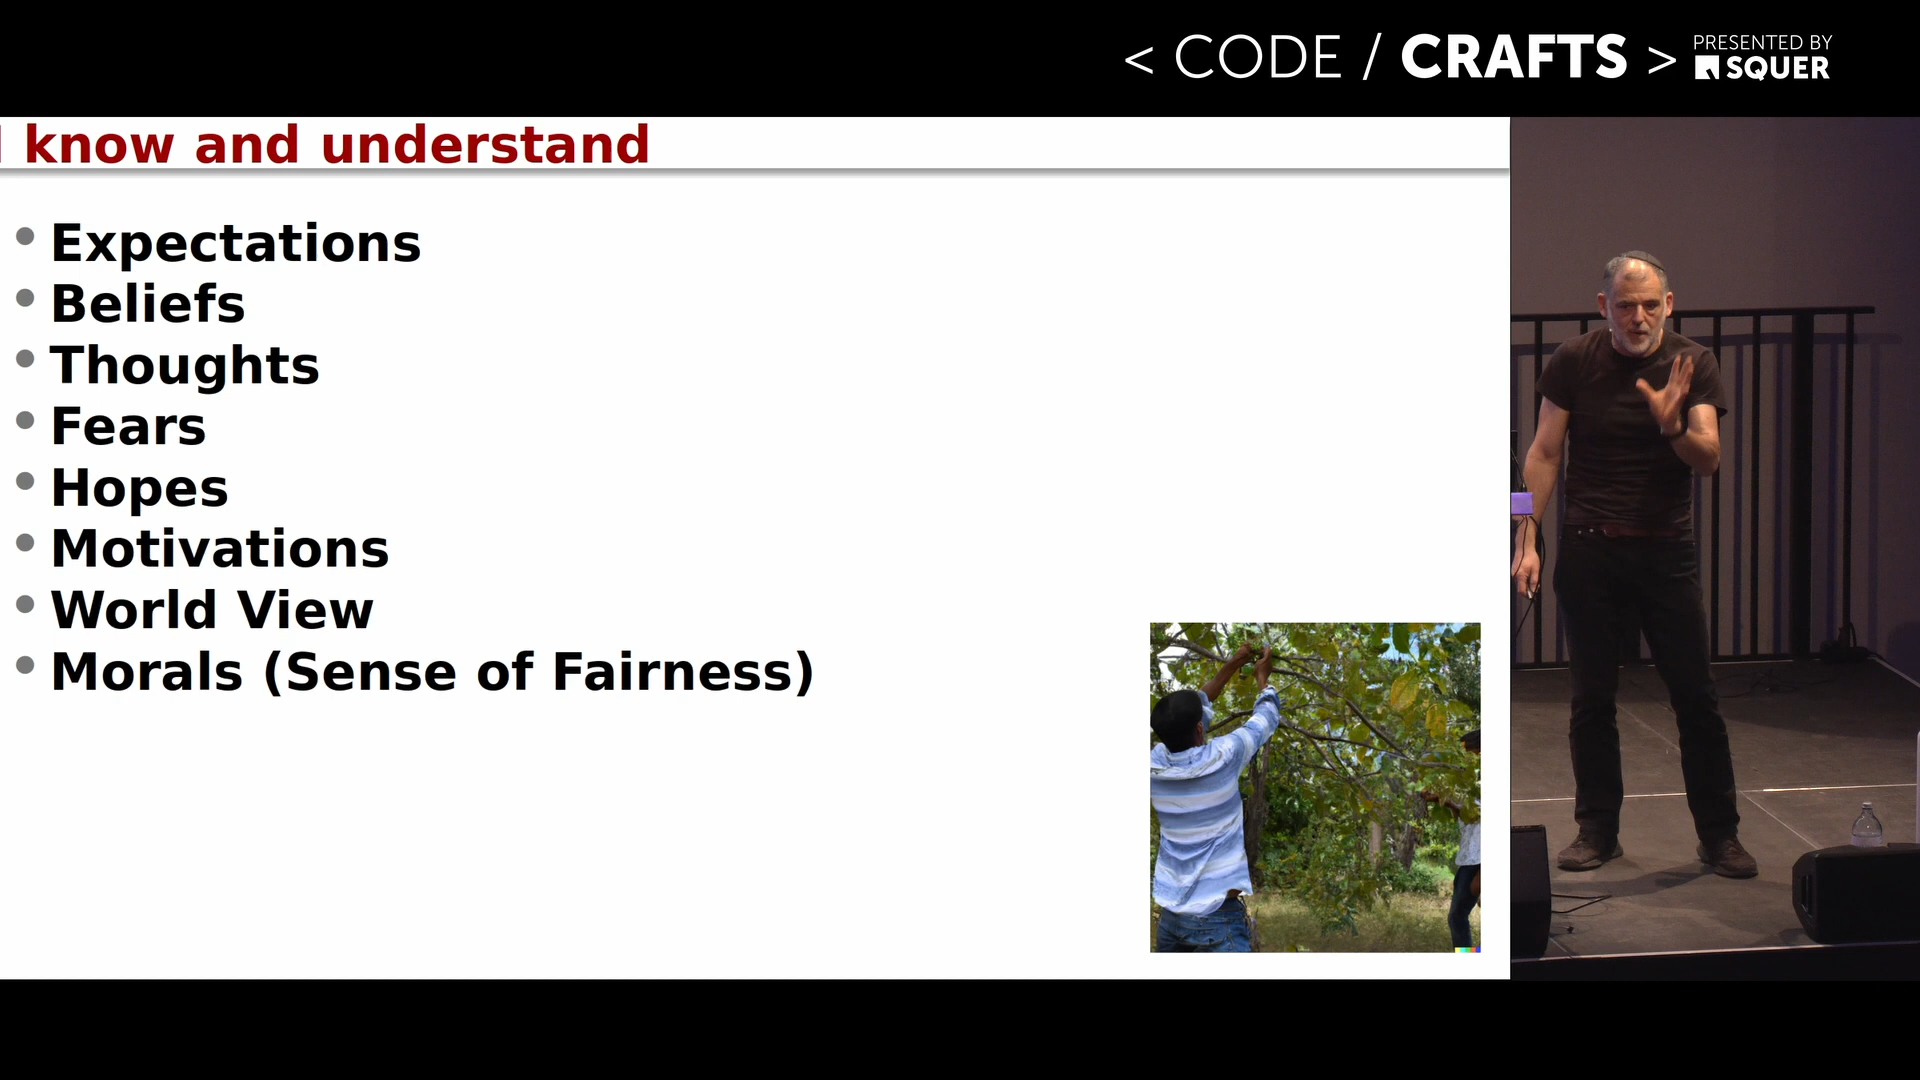 < CODE / CRAFTS > PRESENTED BY SQUER
I know and understand
• Expectations
• Beliefs
• Thoughts
• Fears
• Hopes
• Motivations
• World View
• Morals (Sense of Fairness)